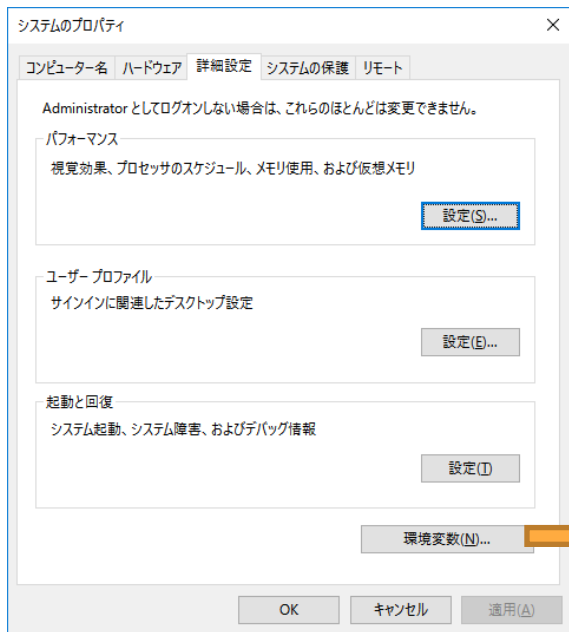 システムのプロパティ
コンピューター名 ハードウェア 詳細設定 システムの保護 リモート
Administrator としてログオンしない場合は、これらのほとんどは変更できません。
パフォーマンス
視覚効果、プロセッサのスケジュール、メモリ使用、および仮想メモリ
設定(S)...
ユーザー プロファイル
サインインに関連したデスクトップ設定
設定(E)...
起動と回復
システム起動、システム障害、およびデバッグ情報
設定(T)
環境変数(N)...
OK キャンセル 適用(A)